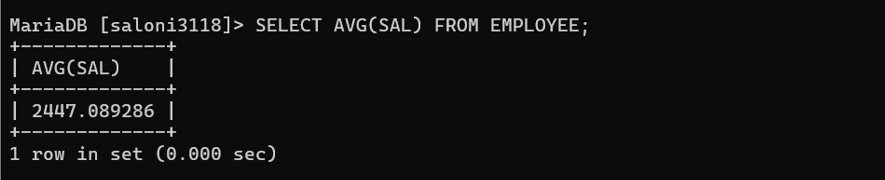 MariaDB [saloni3118]> SELECT AVG(SAL) FROM EMPLOYEE;
+-------------+
| AVG(SAL)    |
+-------------+
| 2447.089286 |
+-------------+
1 row in set (0.000 sec)